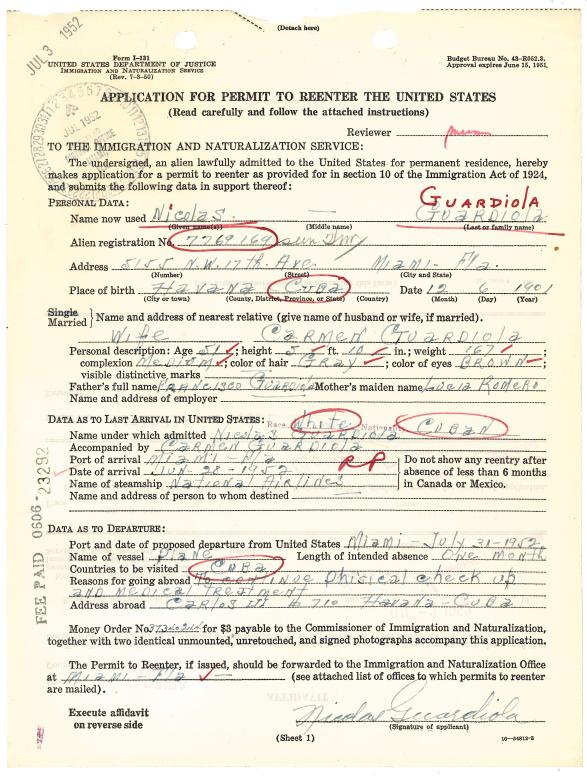 (Detach here)
JUL 3 1952
Form I-131
UNITED STATES DEPARTMENT OF JUSTICE
IMMIGRATION AND NATURALIZATION SERVICE
(Rev. 7-3-50)
Budget Bureau No. 43-R052.3.
Approval expires June 15, 1951.
APPLICATION FOR PERMIT TO REENTER THE UNITED STATES
(Read carefully and follow the attached instructions)
JUL 1952
Reviewer
TO THE IMMIGRATION AND NATURALIZATION SERVICE:
The undersigned, an alien lawfully admitted to the United States for permanent residence, hereby
makes application for a permit to reenter as provided for in section 10 of the Immigration Act of 1924,
and submits the following data in support thereof:
GUARDIOLA
PERSONAL DATA:
Name now used Nicolas — GUARDIOLA
(Given name(s)) (Middle name) (Last or family name)
Alien registration No. 7769169
Address 5155 N.W. 17th Ave Miami - Fla.
(Number) (Street) (City and State)
Place of birth Havana CUBA Date 12 6 1901
(City or town) (County, District, Province, or State) (Country) (Month) (Day) (Year)
Single
Married } Name and address of nearest relative (give name of husband or wife, if married).
Wife CARMEN GUARDIOLA
Personal description: Age 51; height 5 ft. 10 in.; weight 167;
complexion MEDIUM; color of hair GRAY; color of eyes BROWN
visible distinctive marks
Father's full name FRANCISCO GUARDIOLA Mother's maiden name Lucia Romero
Name and address of employer
DATA AS TO LAST ARRIVAL IN UNITED STATES: Race White Nationality CUBAN
Name under which admitted Nicolas GUARDIOLA
Accompanied by CARMEN GUARDIOLA
Port of arrival MIAMI - Fla
Date of arrival JUN - 28 - 1952
Name of steamship National Airlines
Name and address of person to whom destined
RP
Do not show any reentry after
absence of less than 6 months
in Canada or Mexico.
FEE PAID 0606-23292
DATA AS TO DEPARTURE:
Port and date of proposed departure from United States Miami - July 31 - 1952
Name of vessel Plane Length of intended absence One month
Countries to be visited CUBA
Reasons for going abroad To continue Phisical check up
AND MEDICAL TREATMENT
Address abroad CARLOS III # 710 Havana - CUBA
Money Order No. for $3 payable to the Commissioner of Immigration and Naturalization,
together with two identical unmounted, unretouched, and signed photographs accompany this application.
The Permit to Reenter, if issued, should be forwarded to the Immigration and Naturalization Office
at Miami - Fla (see attached list of offices to which permits to reenter
are mailed).
Execute affidavit
on reverse side
Nicolas Guardiola
(Signature of applicant)
(Sheet 1)
16—54812-3